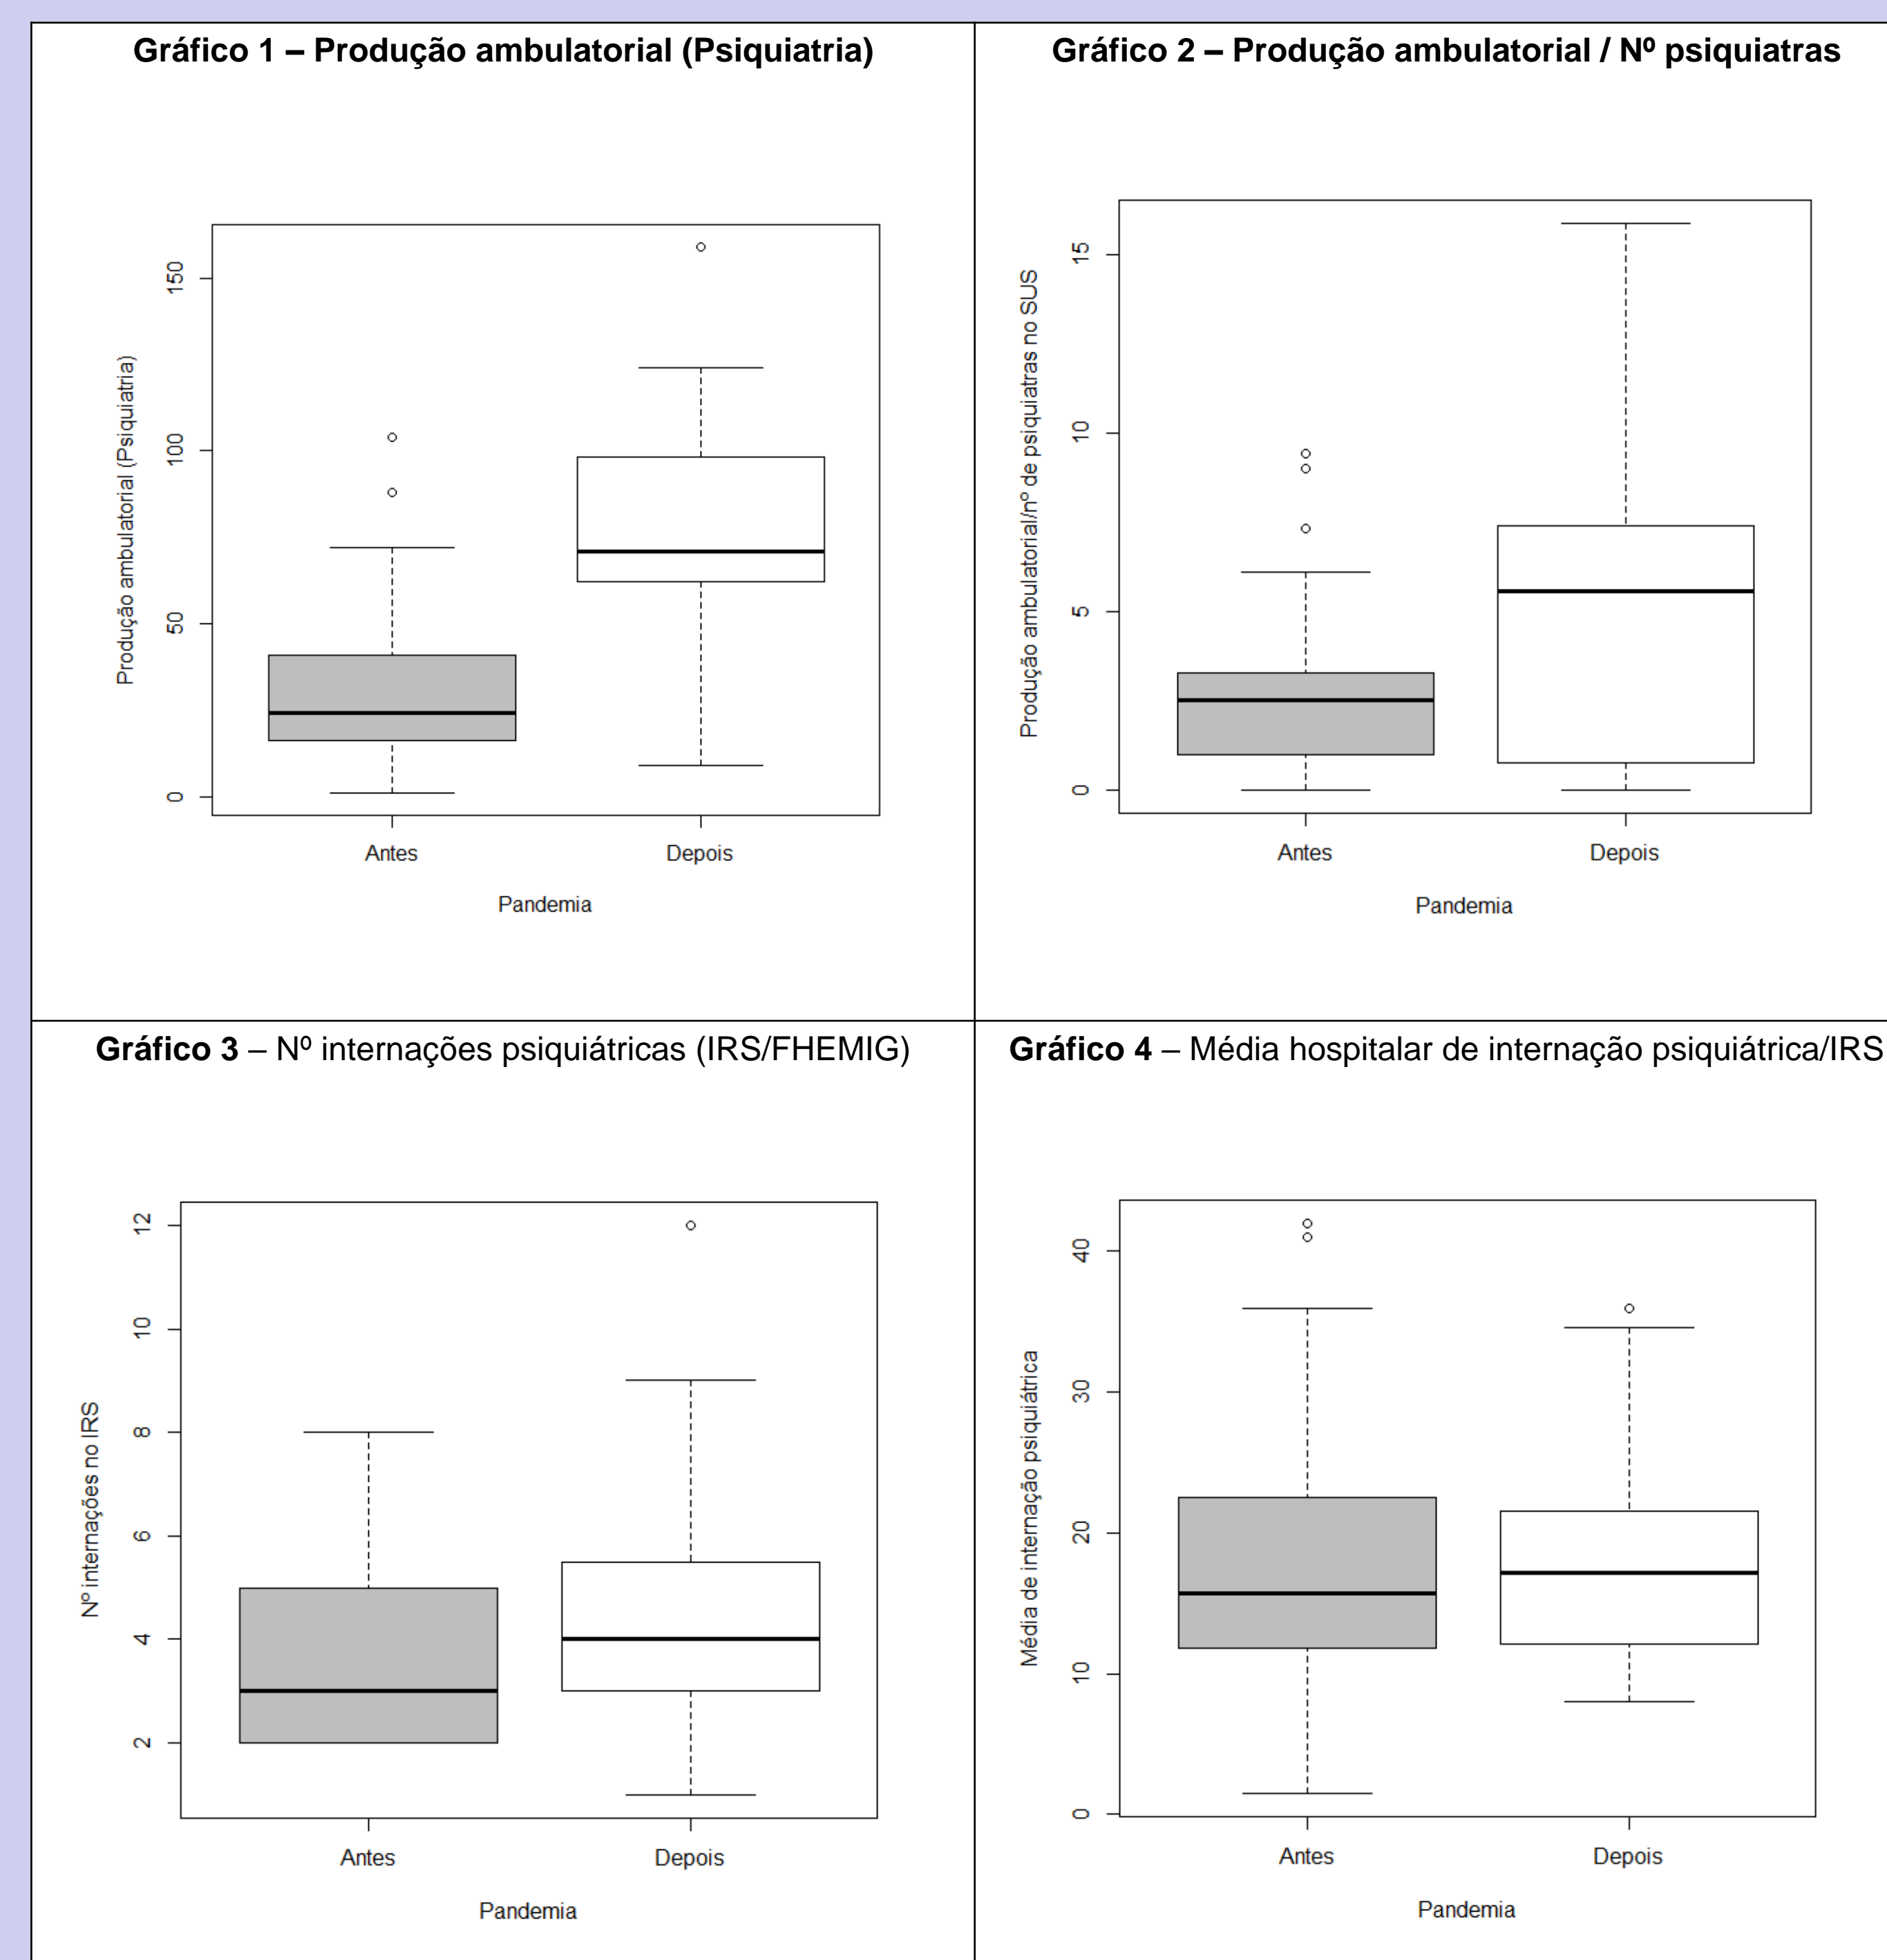 Gráfico 1 – Produção ambulatorial (Psiquiatria)
150
100
50
0
Produção ambulatorial (Psiquiatria)
Antes
Depois
Pandemia
Gráfico 2 – Produção ambulatorial / Nº psiquiatras
15
10
5
0
Produção ambulatorial/nº de psiquiatras no SUS
Antes
Depois
Pandemia
Gráfico 3 – Nº internações psiquiátricas (IRS/FHEMIG)
12
10
8
6
4
2
Nº internações no IRS
Antes
Depois
Pandemia
Gráfico 4 – Média hospitalar de internação psiquiátrica/IRS
40
30
20
10
0
Média de internação psiquiátrica
Antes
Depois
Pandemia